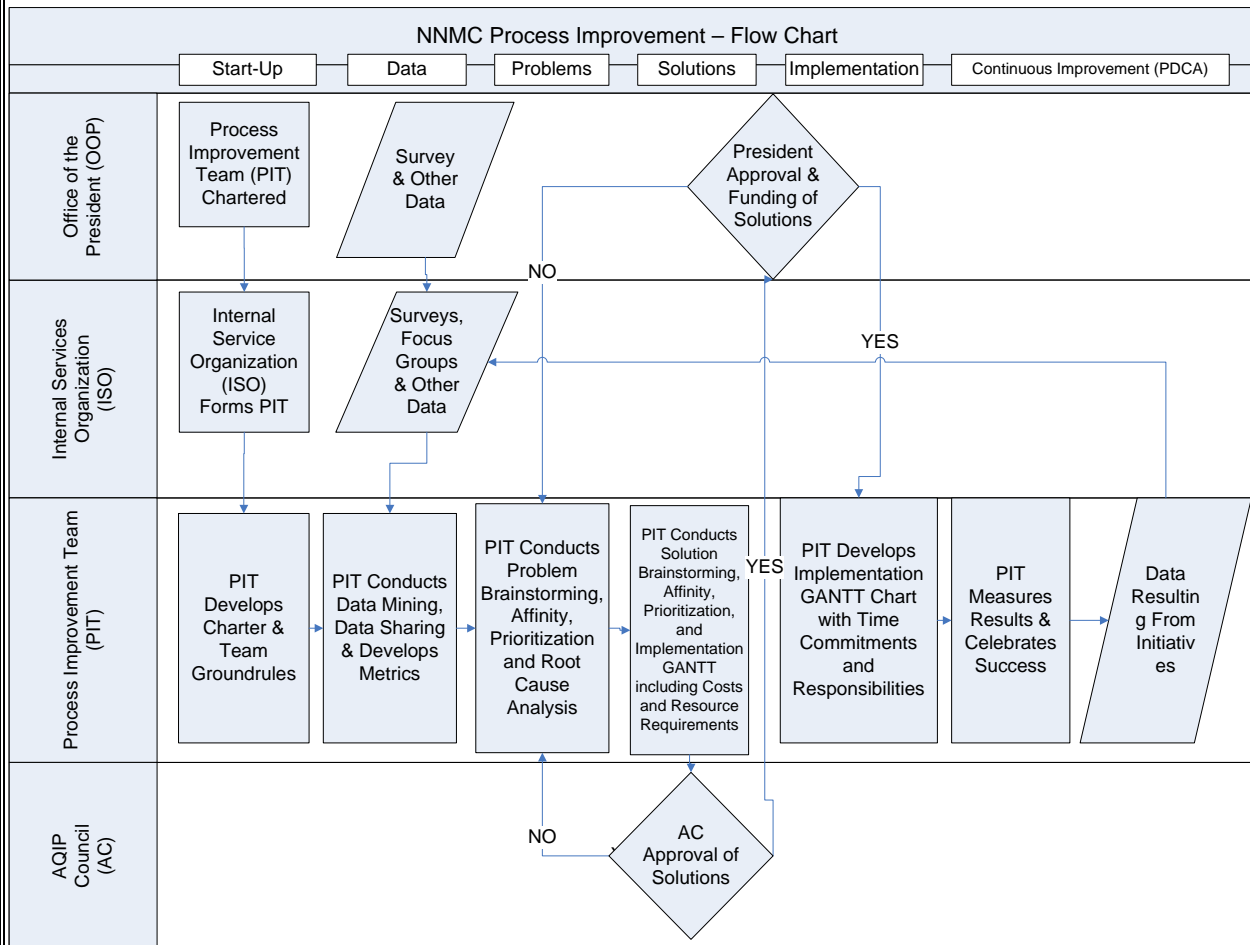 NNMC Process Improvement – Flow Chart
Start-Up
Data
Problems
Solutions
Implementation
Continuous Improvement (PDCA)
Office of the
President (OOP)
Process
Improvement
Team (PIT)
Chartered
Survey
& Other
Data
President
Approval &
Funding of
Solutions
NO
YES
Internal Services
Organization
(ISO)
Internal
Service
Organization
(ISO)
Forms PIT
Surveys,
Focus
Groups
& Other
Data
Process Improvement Team
(PIT)
PIT
Develops
Charter &
Team
Groundrules
PIT Conducts
Data Mining,
Data Sharing
& Develops
Metrics
PIT Conducts
Problem
Brainstorming,
Affinity,
Prioritization
and Root
Cause
Analysis
PIT Conducts
Solution
Brainstorming,
Affinity,
Prioritization,
and
Implementation
GANTT
including Costs
and Resource
Requirements
YES
PIT Develops
Implementation
GANTT Chart
with Time
Commitments
and
Responsibilities
PIT
Measures
Results &
Celebrates
Success
Data
Resultin
g From
Initiativ
es
AQIP
Council
(AC)
NO
AC
Approval of
Solutions